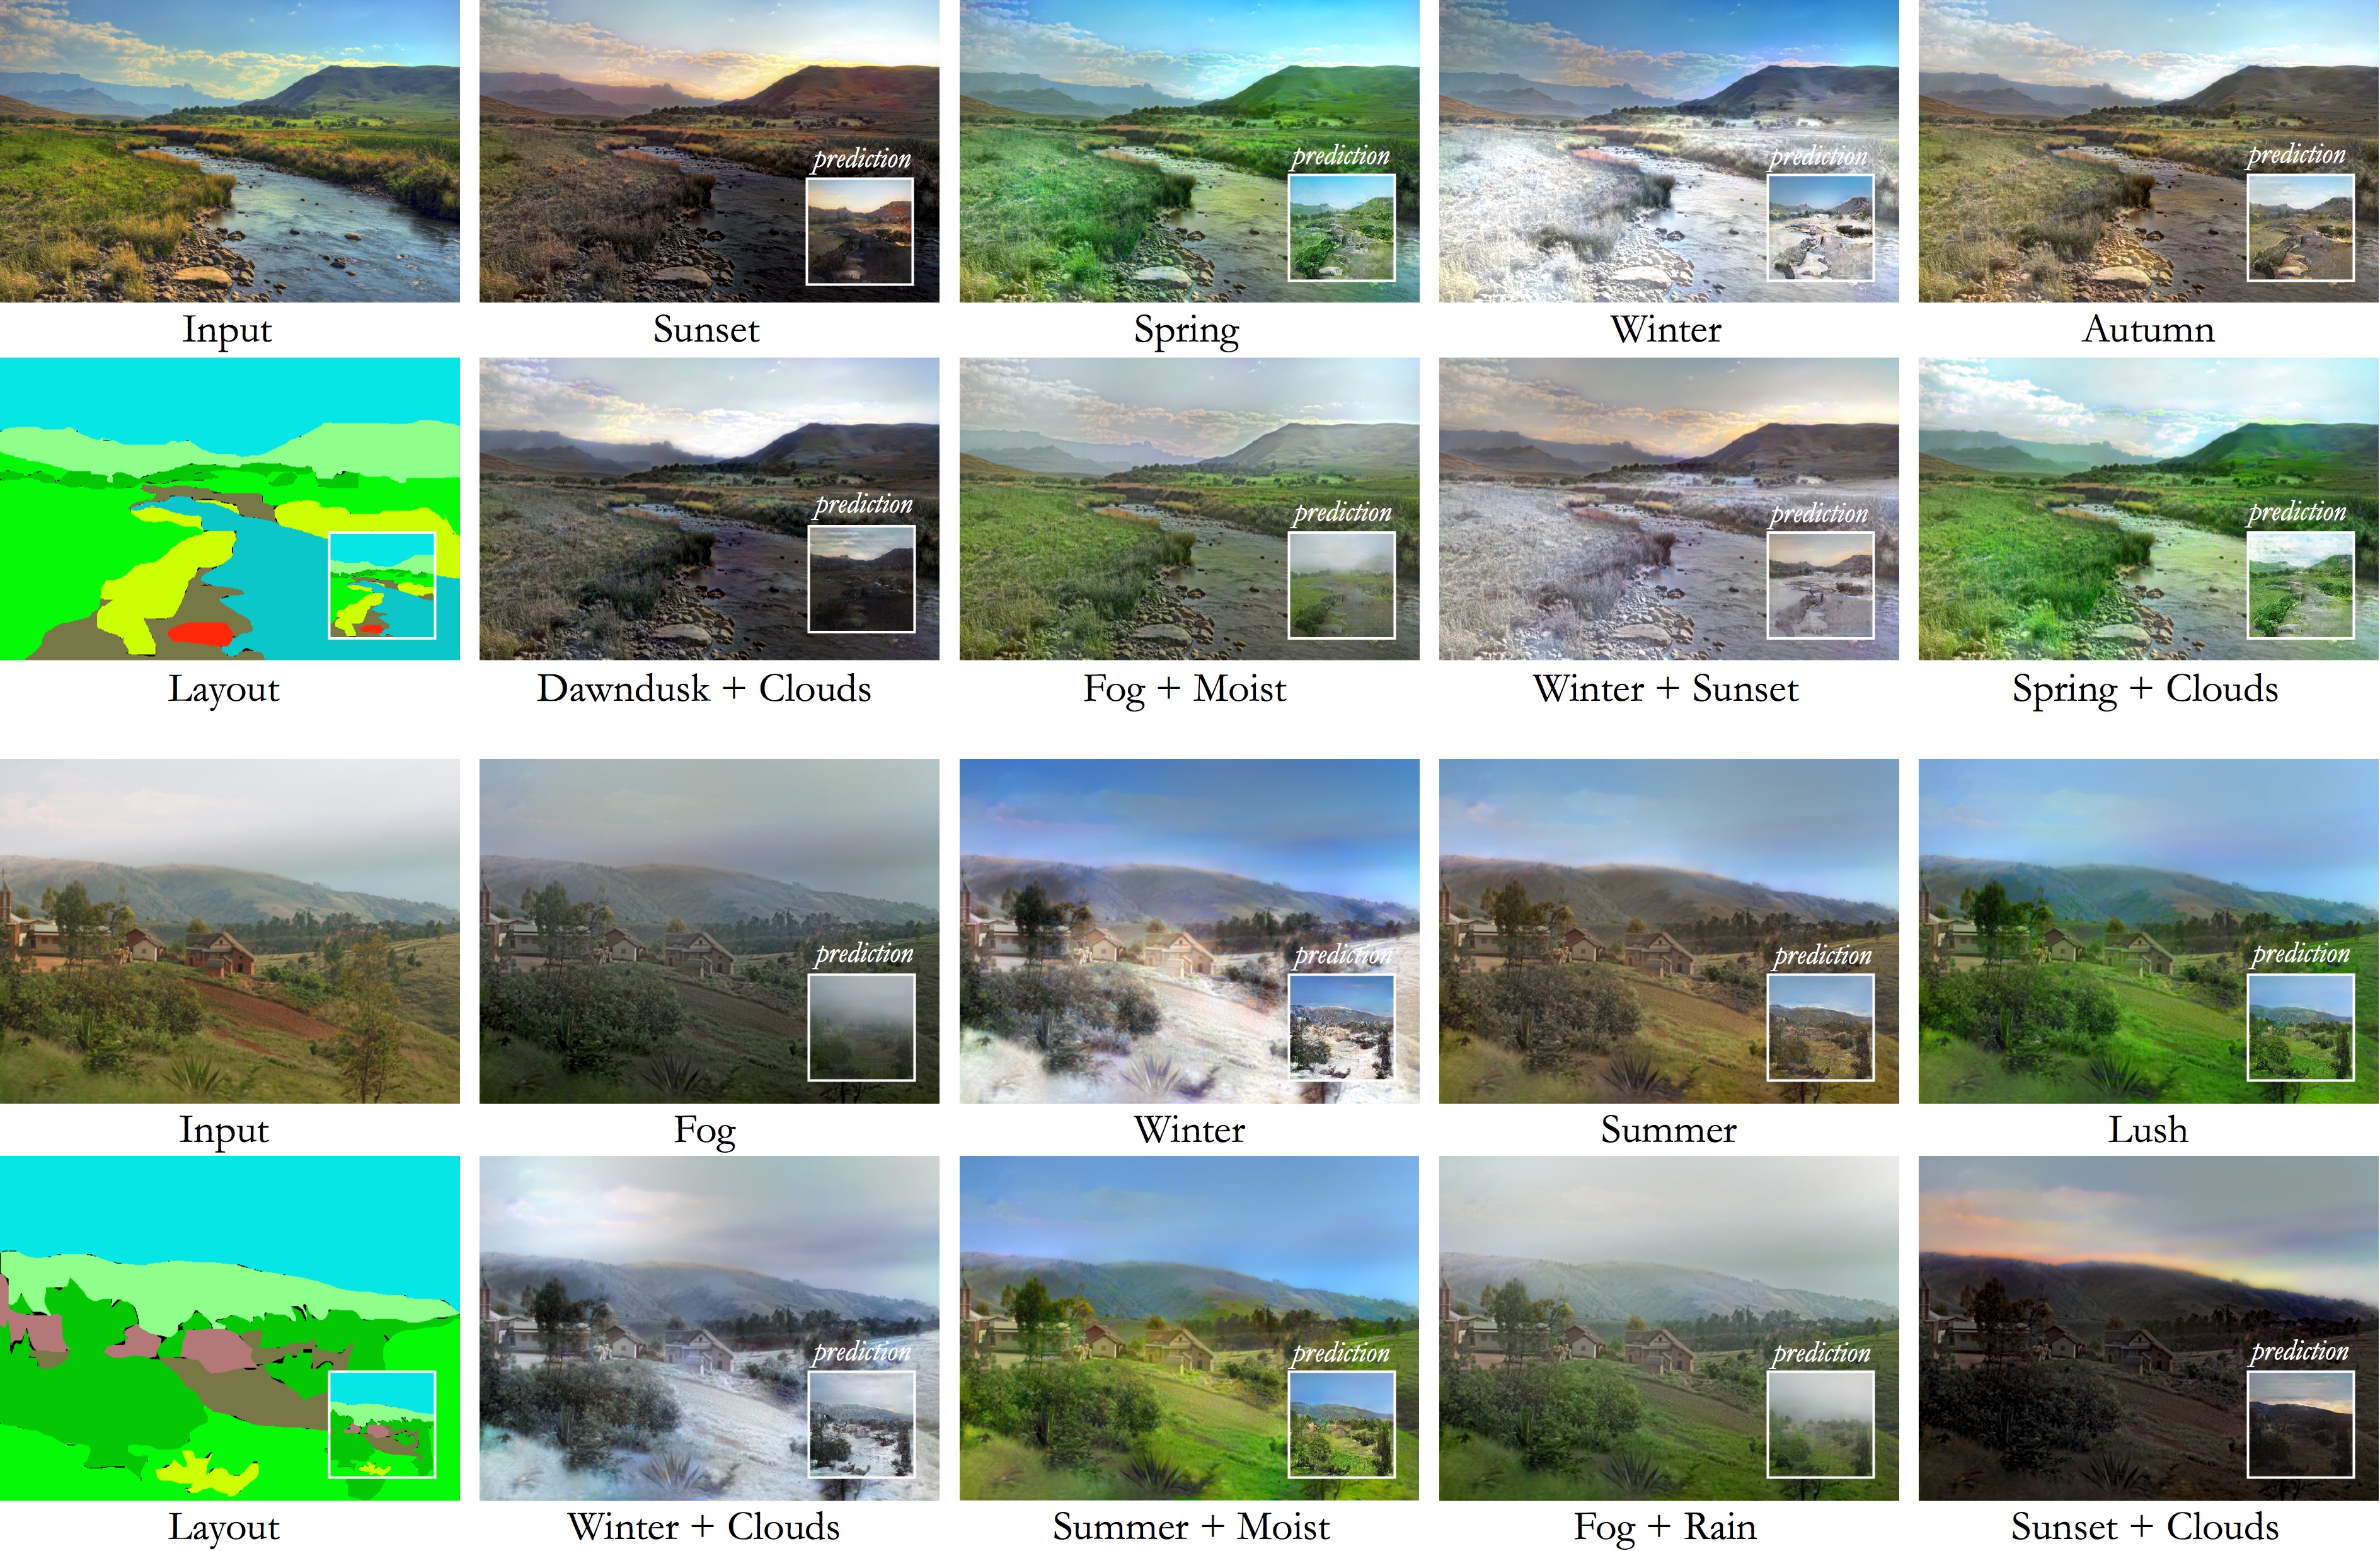 prediction
prediction
prediction
prediction
Input
Sunset
Spring
Winter
Autumn
prediction
prediction
prediction
prediction
Layout
Dawndusk + Clouds
Fog + Moist
Winter + Sunset
Spring + Clouds
prediction
prediction
prediction
prediction
Input
Fog
Winter
Summer
Lush
prediction
prediction
prediction
prediction
Layout
Winter + Clouds
Summer + Moist
Fog + Rain
Sunset + Clouds